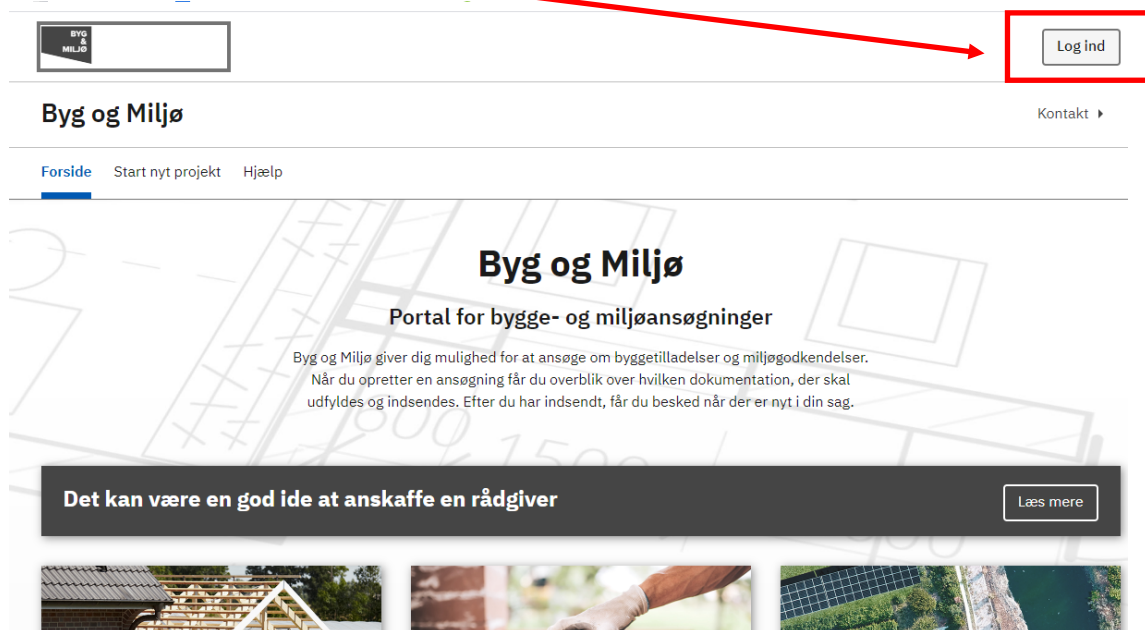 BYG
&
MILJØ
Log ind
Byg og Miljø
Kontakt
Forside Start nyt projekt Hjælp
Byg og Miljø
Portal for bygge- og miljøansøgninger
Byg og Miljø giver dig mulighed for at ansøge om byggetilladelser og miljøgodkendelser.
Når du opretter en ansøgning får du overblik over hvilken dokumentation, der skal
udfyldes og indsendes. Efter du har indsendt, får du besked når der er nyt i din sag.
800 1500
Det kan være en god ide at anskaffe en rådgiver
Læs mere